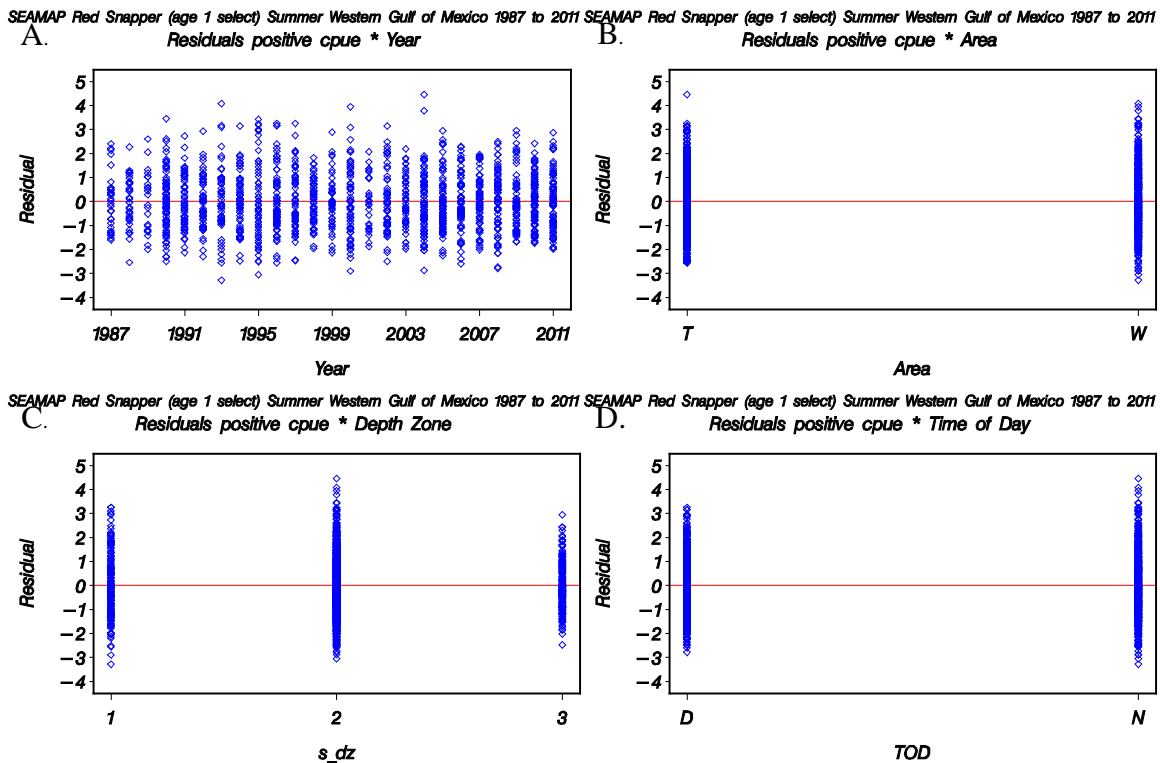 SEAMAP Red Snapper (age 1 select) Summer Western Gulf of Mexico 1987 to 2011
A.
Residuals positive cpue * Year
Residual
5
4
3
2
1
0
−1
−2
−3
−4
1987 1991 1995 1999 2003 2007 2011
Year
SEAMAP Red Snapper (age 1 select) Summer Western Gulf of Mexico 1987 to 2011
B.
Residuals positive cpue * Area
Residual
5
4
3
2
1
0
−1
−2
−3
−4
T W
Area
SEAMAP Red Snapper (age 1 select) Summer Western Gulf of Mexico 1987 to 2011
C.
Residuals positive cpue * Depth Zone
Residual
5
4
3
2
1
0
−1
−2
−3
−4
1 2 3
s_dz
SEAMAP Red Snapper (age 1 select) Summer Western Gulf of Mexico 1987 to 2011
D.
Residuals positive cpue * Time of Day
Residual
5
4
3
2
1
0
−1
−2
−3
−4
D N
TOD